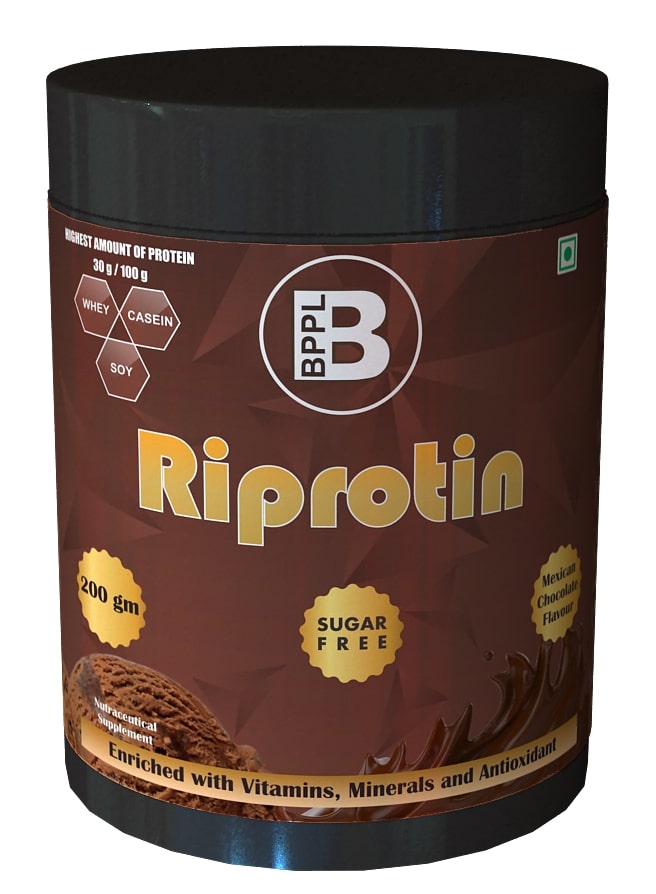 HIGHEST AMOUNT OF PROTEIN
30 g / 100 g
WHEY
CASEIN
SOY
BPPL
B
Riprotin
200 gm
SUGAR
FREE
Mexican
Chocolate
Flavour
Nutraceutical
Supplement
Enriched with Vitamins, Minerals and Antioxidant